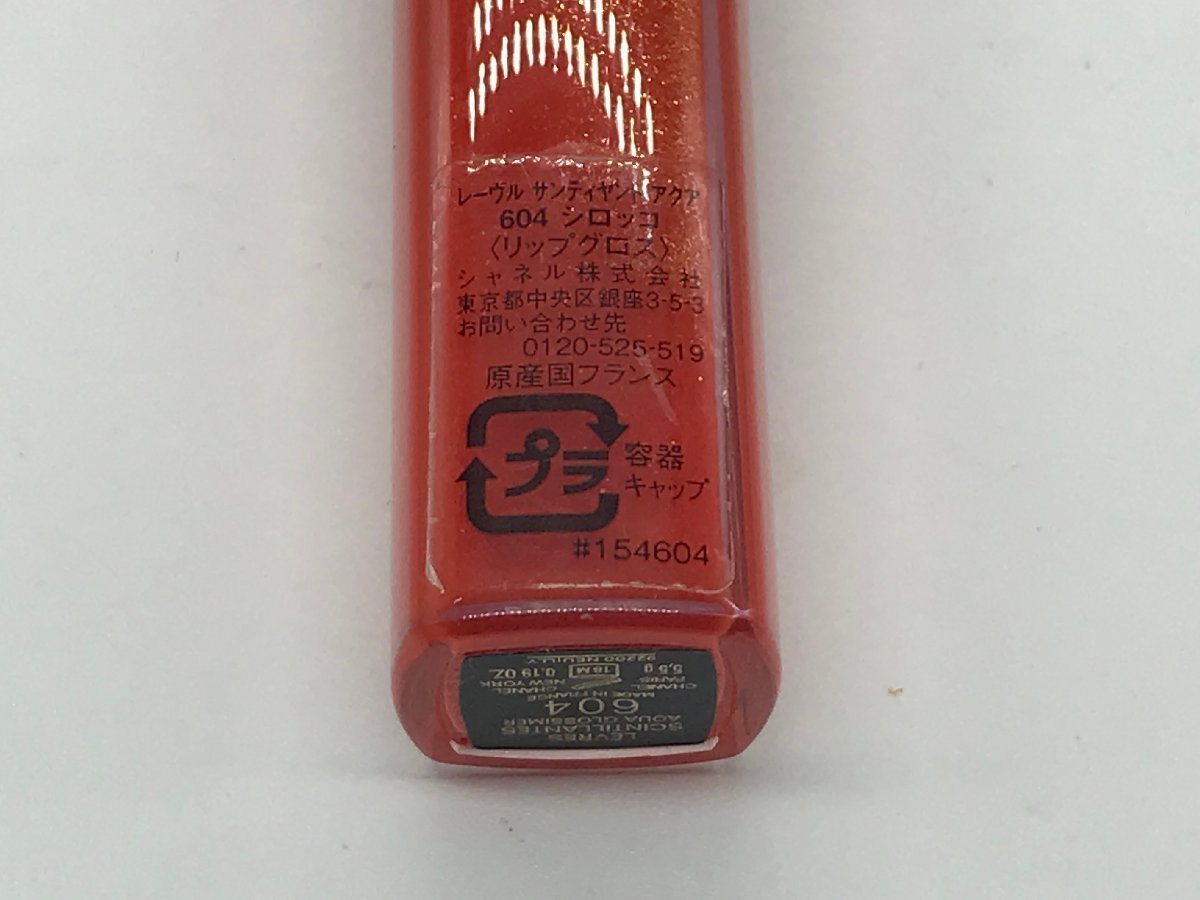 レーヴル サンティヤント アクア
604 シロッコ
〈リップグロス〉
シャネル株式会社
東京都中央区銀座3-5-3
お問い合わせ先
0120-525-519
原産国フランス
プラ
容器
キャップ
#154604
LÈVRES
SCINTILLANTES
AQUA GLOSSIMER
604
MADE IN FRANCE
CHANEL CHANEL
PARIS NEW YORK
5,5 g 18M 0.19 OZ.
92200 NEUILLY